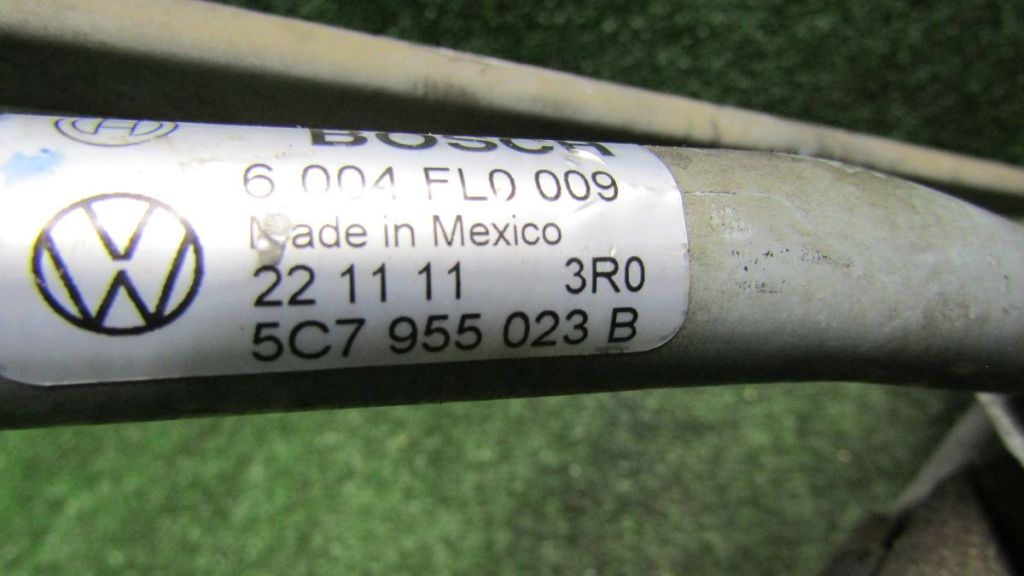 BOSCH
6 004 FL0 009
Made in Mexico
22 11 11 3R0
5C7 955 023 B